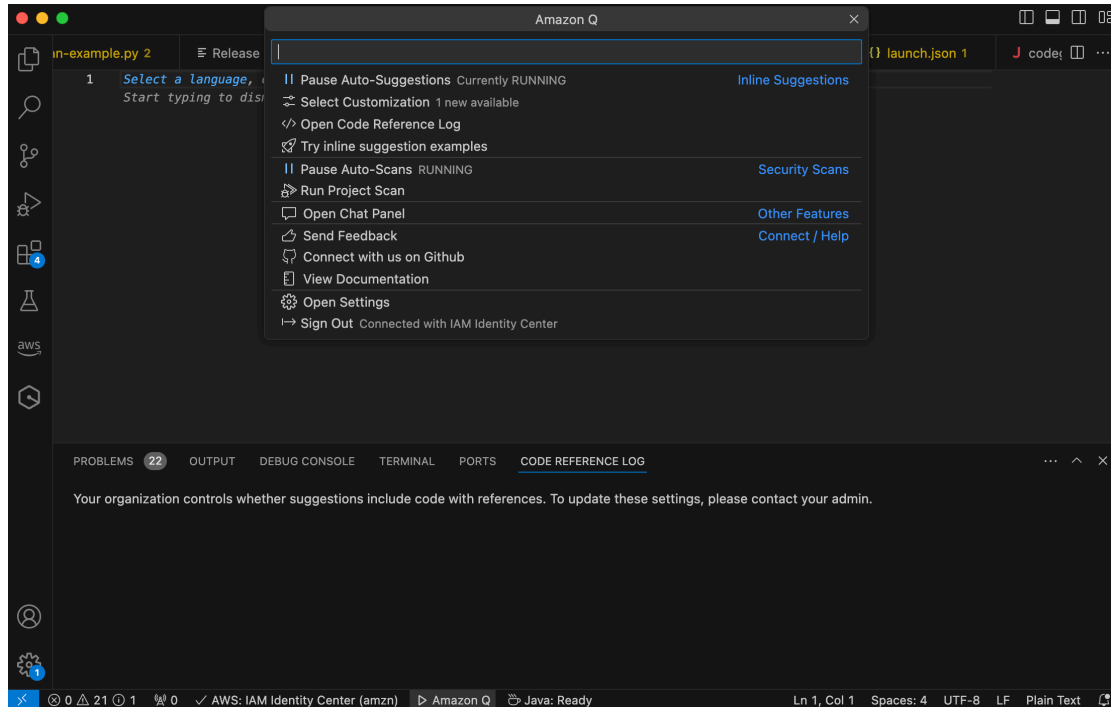 Amazon Q
n-example.py 2
Release
launch.json 1
J
1 Select a language,
Start typing to
Pause Auto-Suggestions Currently RUNNING Inline Suggestions
Select Customization 1 new available
Open Code Reference Log
Try inline suggestion examples
Pause Auto-Scans RUNNING Security Scans
Run Project Scan
Open Chat Panel Other Features
Send Feedback Connect / Help
Connect with us on Github
View Documentation
Open Settings
Sign Out Connected with IAM Identity Center
4
aws
PROBLEMS 22 OUTPUT DEBUG CONSOLE TERMINAL PORTS CODE REFERENCE LOG
Your organization controls whether suggestions include code with references. To update these settings, please contact your admin.
1
0 21 1 0 AWS: IAM Identity Center (amzn) Amazon Q Java: Ready Ln 1, Col 1 Spaces: 4 UTF-8 LF Plain Text